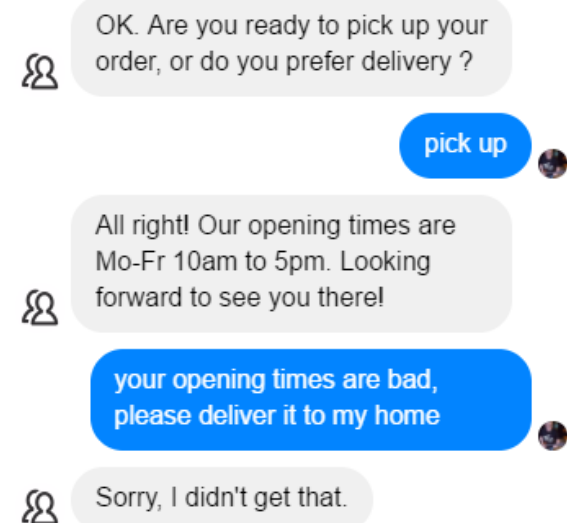 OK. Are you ready to pick up your
order, or do you prefer delivery ?
pick up
All right! Our opening times are
Mo-Fr 10am to 5pm. Looking
forward to see you there!
your opening times are bad,
please deliver it to my home
Sorry, I didn't get that.